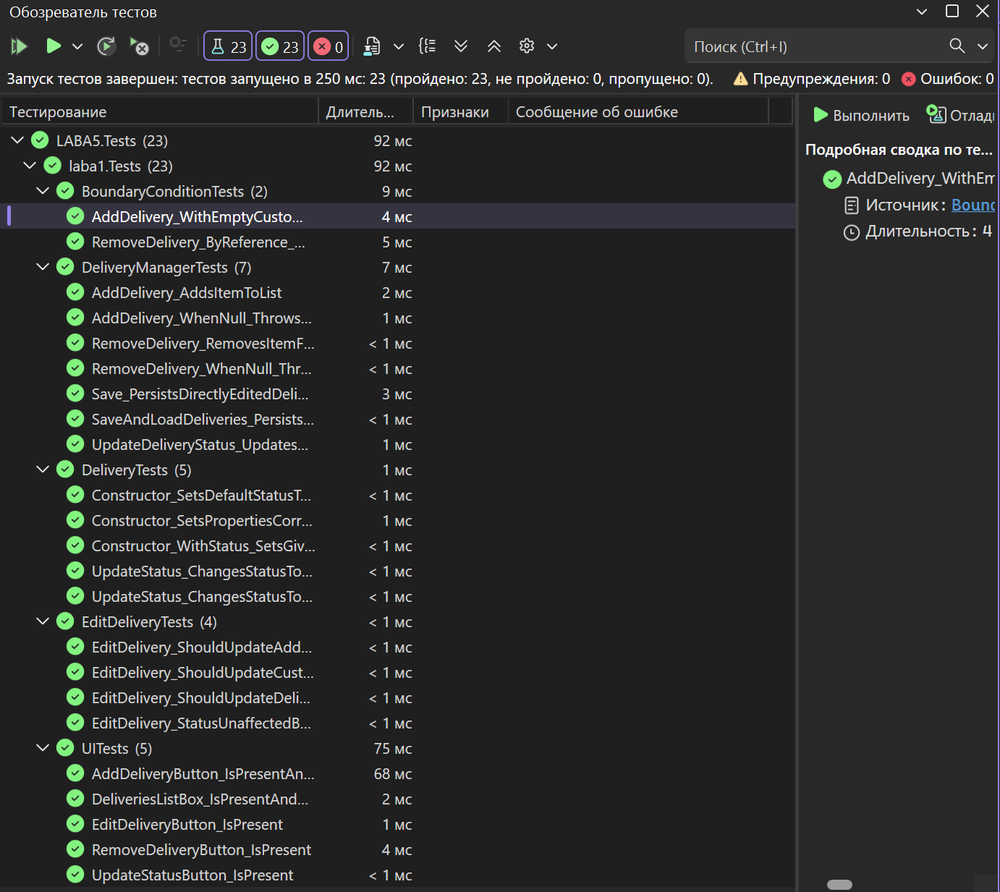 Обозреватель тестов
23 23 0
Поиск (Ctrl+I)
Запуск тестов завершен: тестов запущено в 250 мс: 23 (пройдено: 23, не пройдено: 0, пропущено: 0). Предупреждения: 0 Ошибок: 0
Тестирование Длитель... Признаки Сообщение об ошибке
LABA5.Tests (23) 92 мс
laba1.Tests (23) 92 мс
BoundaryConditionTests (2) 9 мс
AddDelivery_WithEmptyCusto... 4 мс
RemoveDelivery_ByReference_... 5 мс
DeliveryManagerTests (7) 7 мс
AddDelivery_AddsItemToList 2 мс
AddDelivery_WhenNull_Throws... 1 мс
RemoveDelivery_RemovesItemF... < 1 мс
RemoveDelivery_WhenNull_Thr... < 1 мс
Save_PersistsDirectlyEditedDeli... 3 мс
SaveAndLoadDeliveries_Persists... < 1 мс
UpdateDeliveryStatus_Updates... 1 мс
DeliveryTests (5) 1 мс
Constructor_SetsDefaultStatusT... < 1 мс
Constructor_SetsPropertiesCorr... 1 мс
Constructor_WithStatus_SetsGiv... < 1 мс
UpdateStatus_ChangesStatusTo... < 1 мс
UpdateStatus_ChangesStatusTo... < 1 мс
EditDeliveryTests (4) < 1 мс
EditDelivery_ShouldUpdateAdd... < 1 мс
EditDelivery_ShouldUpdateCust... < 1 мс
EditDelivery_ShouldUpdateDeli... < 1 мс
EditDelivery_StatusUnaffectedB... < 1 мс
UITests (5) 75 мс
AddDeliveryButton_IsPresentAn... 68 мс
DeliveriesListBox_IsPresentAnd... 2 мс
EditDeliveryButton_IsPresent 1 мс
RemoveDeliveryButton_IsPresent 4 мс
UpdateStatusButton_IsPresent < 1 мс
Выполнить Отлад
Подробная сводка по те...
AddDelivery_WithEm
Источник: Boun
Длительность: 4